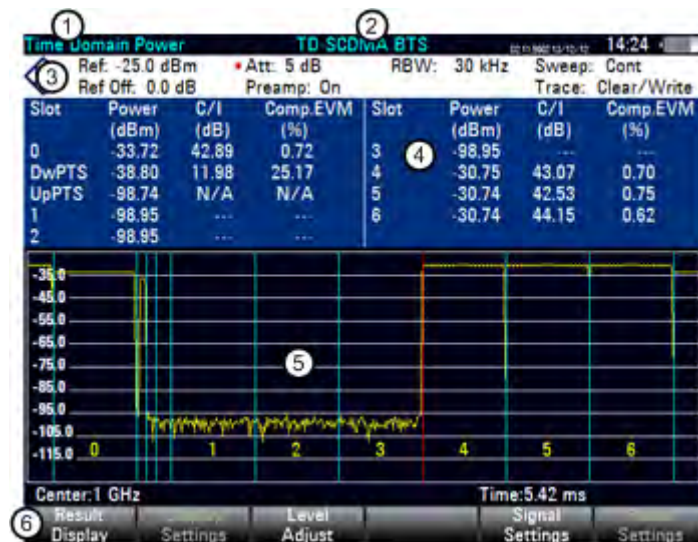 1 2
Time Domain Power TD SCDMA BTS 14:24
3 Ref: -25.0 dBm • Att: 5 dB RBW: 30 kHz Sweep: Cont
Ref Off: 0.0 dB Preamp: On Trace: Clear/Write
Slot Power C/I Comp.EVM Slot Power C/I Comp.EVM
(dBm) (dB) (%) (dBm) (dB) (%)
0 -33.72 42.89 0.72 3 4 -98.95 ---
DwPTS -38.80 11.98 25.17 4 -30.75 43.07 0.70
UpPTS -98.74 N/A N/A 5 -30.74 42.53 0.75
1 -98.95 --- --- 6 -30.74 44.15 0.62
2 -98.95 --- ---
-35.0
-45.0
-55.0
-65.0
-75.0 5
-85.0
-95.0
-105.0
-115.0 0 1 2 3 4 5 6
Center:1 GHz Time:5.42 ms
6 Result Level Signal
Display Settings Adjust Settings Settings